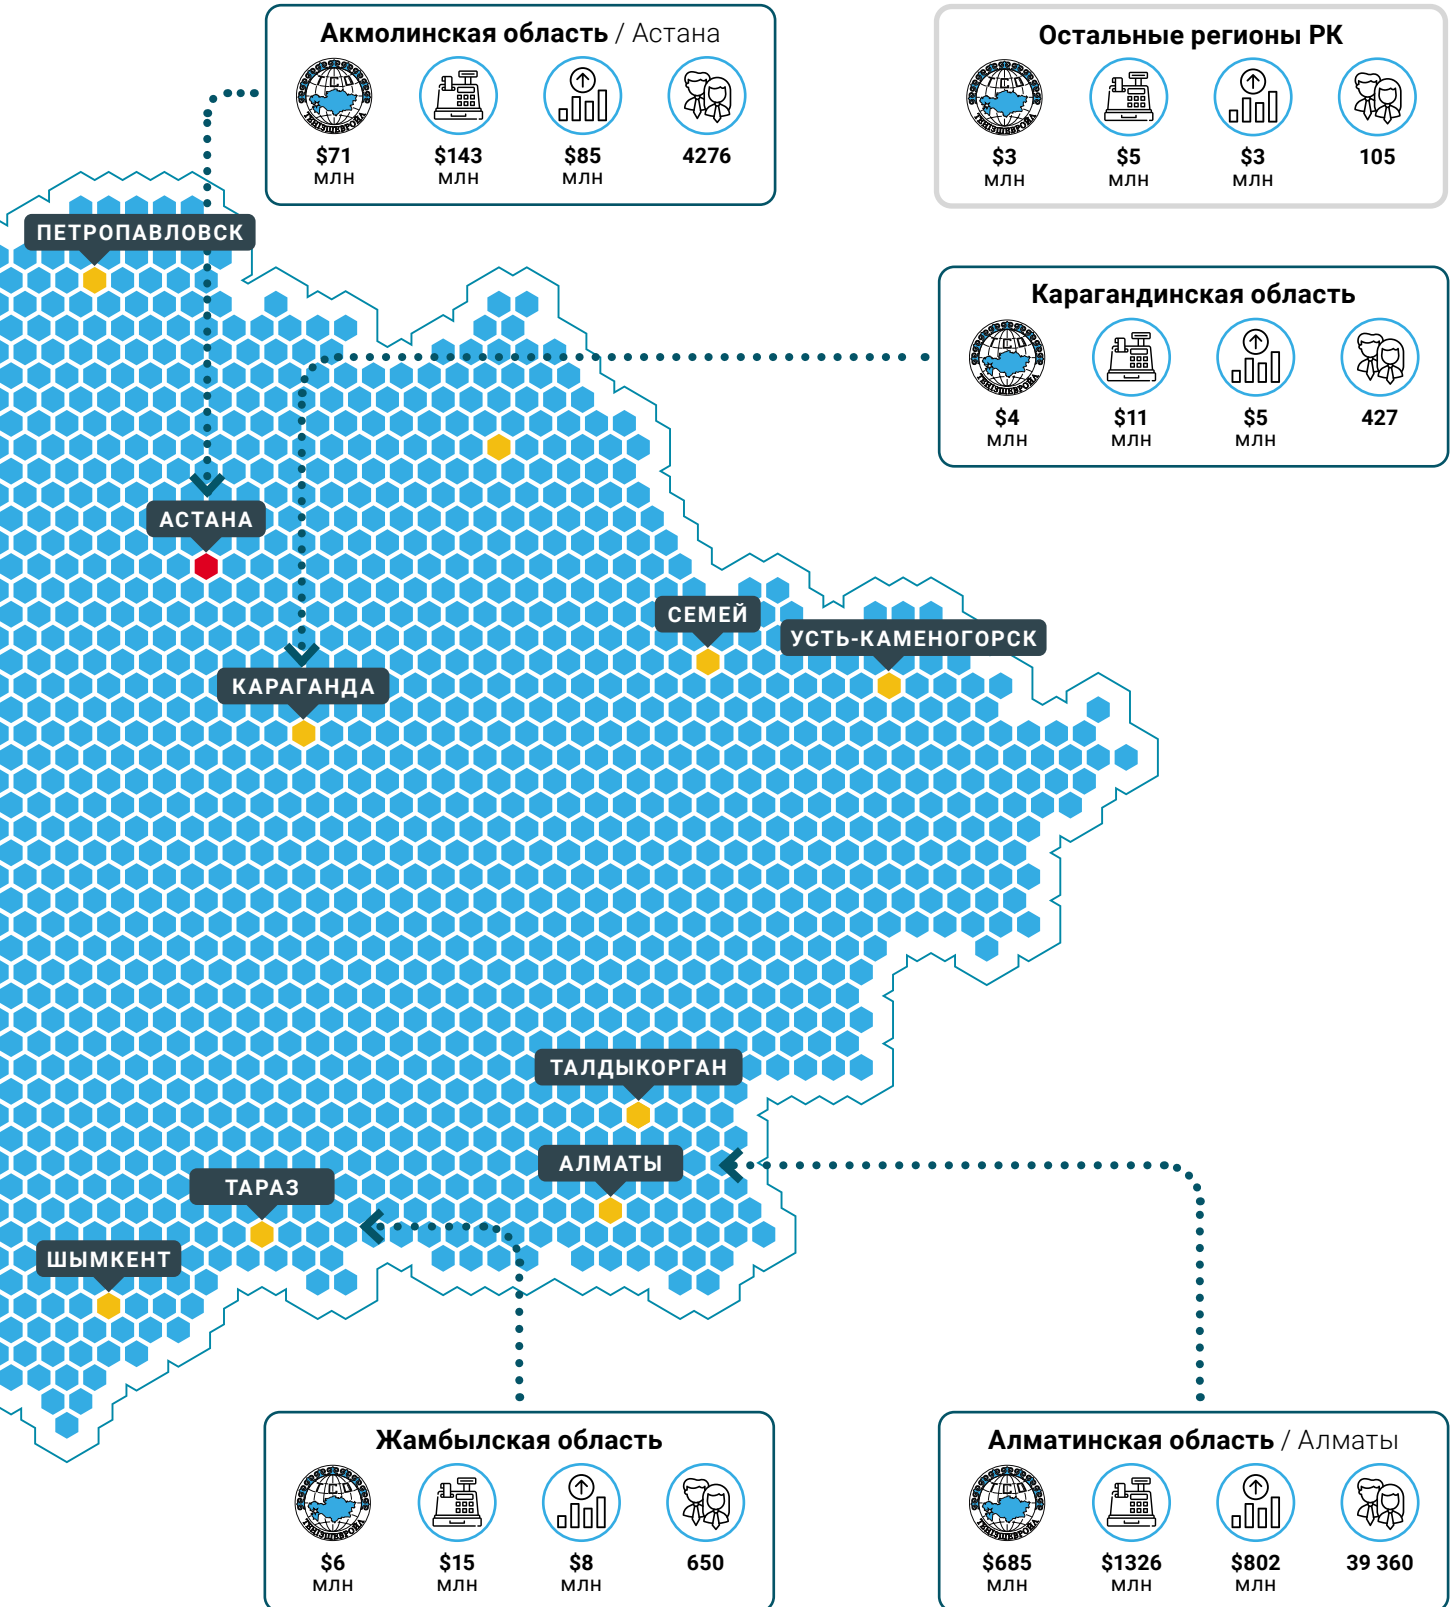 Акмолинская область / Астана
$71 $143 $85 4276
млн млн млн
Остальные регионы РК
$3 $5 $3 105
млн млн млн
ПЕТРОПАВЛОВСК
Карагандинская область
$4 $11 $5 427
млн млн млн
АСТАНА
СЕМЕЙ
УСТЬ-КАМЕНОГОРСК
КАРАГАНДА
ТАЛДЫКОРГАН
АЛМАТЫ
ТАРАЗ
ШЫМКЕНТ
Жамбылская область
ТЕНІЗШЕВРОЙЛ
$6 $15 $8 650
млн млн млн
Алматинская область / Алматы
$685 $1326 $802 39 360
млн млн млн